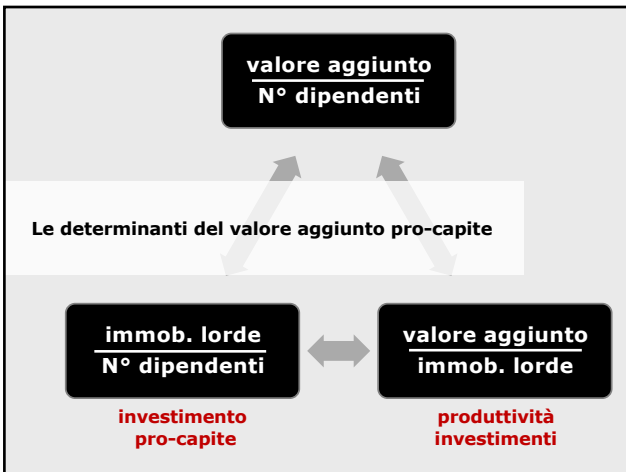 valore aggiunto
N° dipendenti
Le determinanti del valore aggiunto pro-capite
immob. lorde
N° dipendenti
valore aggiunto
immob. lorde
investimento
pro-capite
produttività
investimenti